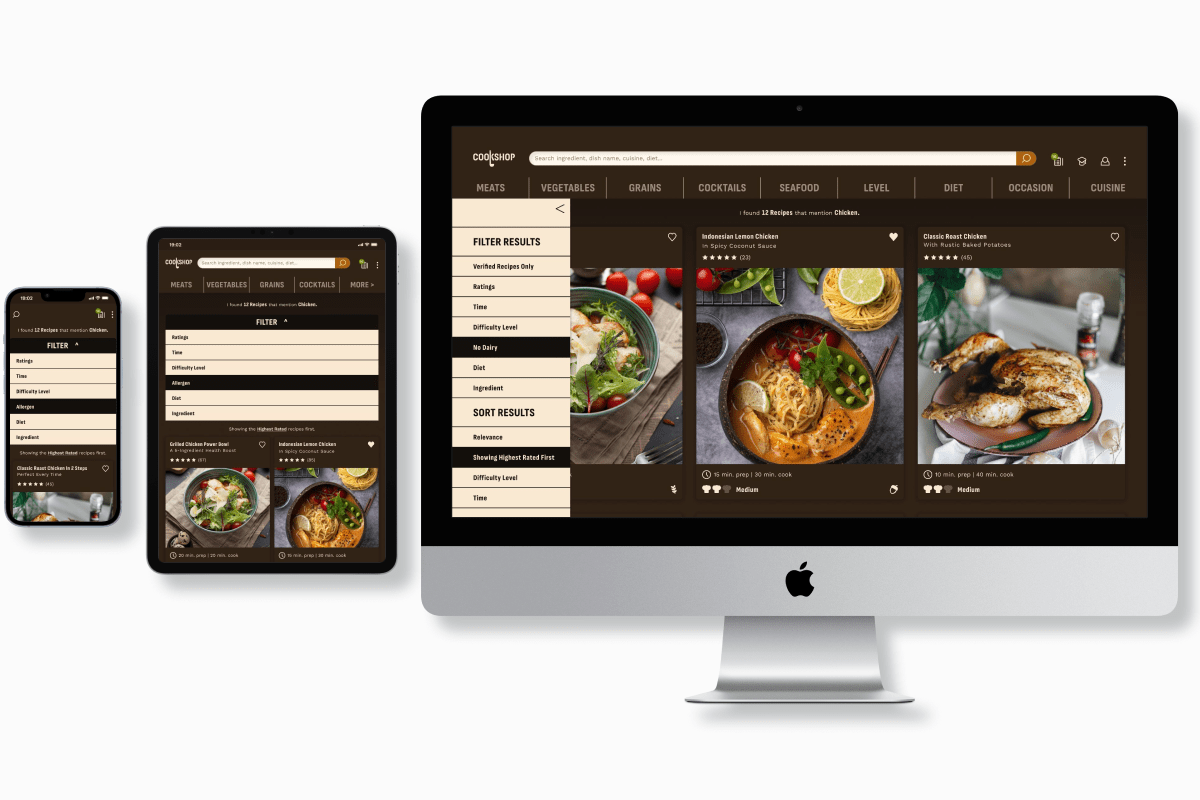 19:03
I found 12 Recipes that mention Chicken.
FILTER ^
Ratings
Time
Difficulty Level
Allergen
Diet
Ingredient
Showing the Highest Rated recipes first.
Classic Roast Chicken in 2 Steps
Perfect Every Time
★★★★★ (45)
19:03
COOKSHOP
Search ingredient, dish name, cuisine, diet...
MEATS VEGETABLES GRAINS COCKTAILS MORE >
I found 12 Recipes that mention Chicken.
FILTER ^
Ratings
Time
Difficulty Level
Allergen
Diet
Ingredient
Showing the Highest Rated recipes first.
Grilled Chicken Power Bowl
A 6-Ingredient Health Boost
★★★★★ (87)
20 min. prep | 20 min. cook
Indonesian Lemon Chicken
in Spicy Coconut Sauce
★★★★★
15 min. prep | 30 min. cook
COOKSHOP
Search ingredient, dish name, cuisine, diet...
MEATS VEGETABLES GRAINS COCKTAILS SEAFOOD LEVEL DIET OCCASION CUISINE
I found 12 Recipes that mention Chicken.
<
FILTER RESULTS
Verified Recipes Only
Ratings
Time
Difficulty Level
No Dairy
Diet
Ingredient
SORT RESULTS
Relevance
Showing Highest Rated First
Difficulty Level
Time
Indonesian Lemon Chicken
in Spicy Coconut Sauce
★★★★★ (23)
15 min. prep | 30 min. cook
Medium
Classic Roast Chicken
With Rustic Baked Potatoes
★★★★★ (45)
10 min. prep | 40 min. cook
Medium